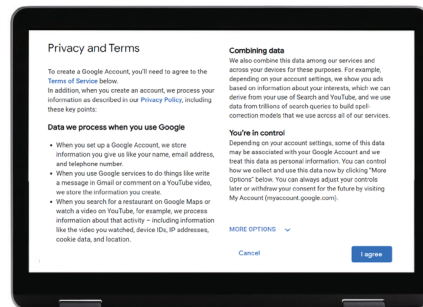 Privacy and Terms
To create a Google Account, you'll need to agree to the
Terms of Service below.
In addition, when you create an account, we process your
information as described in our Privacy Policy, including
these key points:
Data we process when you use Google
• When you set up a Google Account, we store
information you give us like your name, email address,
and telephone number.
• When you use Google services to do things like write
a message in Gmail or comment on a YouTube video,
we store the information you create.
• When you search for a restaurant on Google Maps or
watch a video on YouTube, for example, we process
information about that activity – including information
like the video you watched, device IDs, IP addresses,
cookie data, and location.
Combining data
We also combine this data among our services and
across your devices for these purposes. For example,
depending on your account settings, we show you ads
based on information about your interests, which we can
derive from your use of Search and YouTube, and we use
data from trillions of search queries to build spell-
correction models that we use across all of our services.
You're in control
Depending on your account settings, some of this data
may be associated with your Google Account and we
treat this data as personal information. You can control
how we collect and use this data now by clicking "More
Options" below. You can always adjust your controls
later or withdraw your consent for the future by visiting
My Account (myaccount.google.com).
MORE OPTIONS
Cancel
I agree